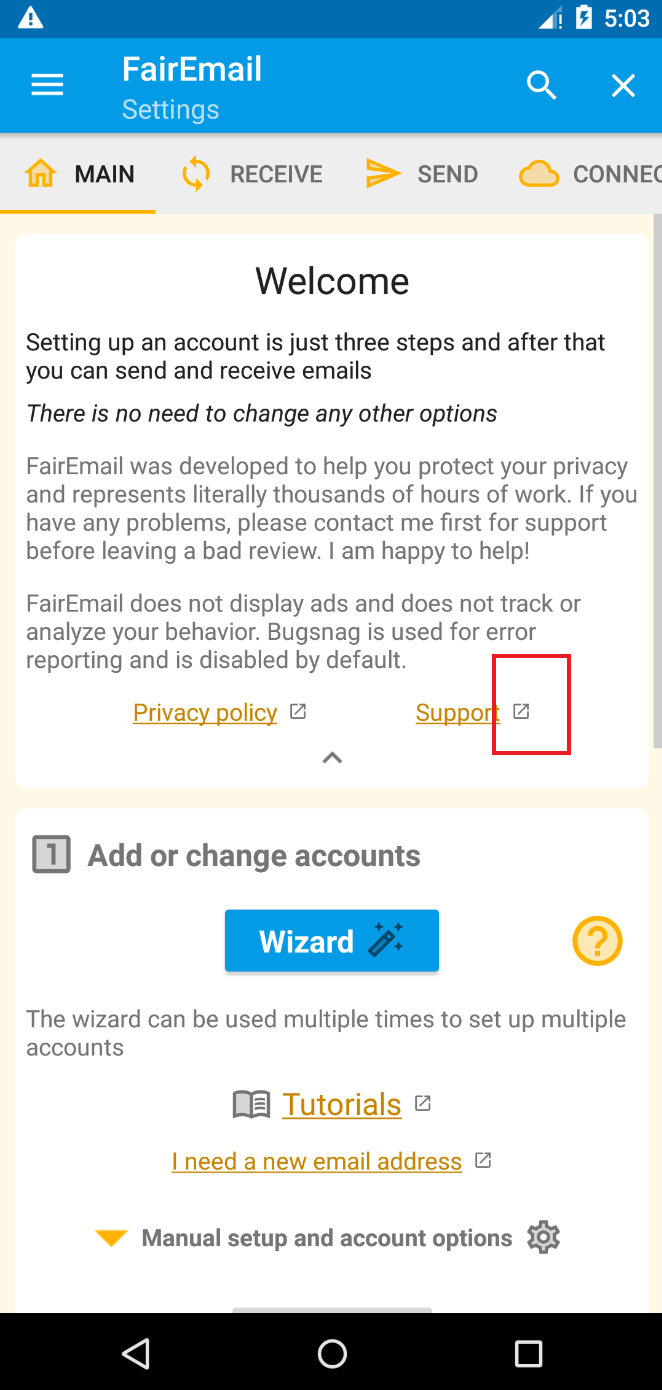 5:03
FairEmail
Settings
MAIN RECEIVE SEND CONNEC
Welcome
Setting up an account is just three steps and after that
you can send and receive emails
There is no need to change any other options
FairEmail was developed to help you protect your privacy
and represents literally thousands of hours of work. If you
have any problems, please contact me first for support
before leaving a bad review. I am happy to help!
FairEmail does not display ads and does not track or
analyze your behavior. Bugsnag is used for error
reporting and is disabled by default.
Privacy policy Support
1 Add or change accounts
Wizard
?
The wizard can be used multiple times to set up multiple
accounts
Tutorials
I need a new email address
Manual setup and account options